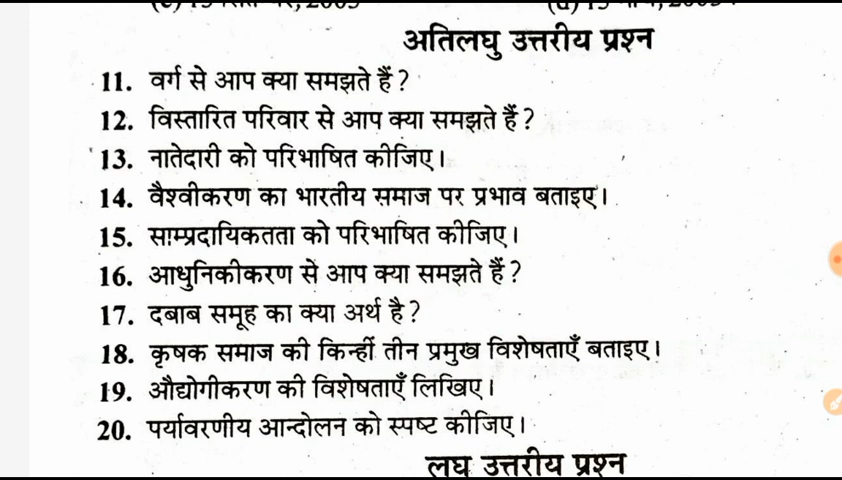 अतिलघु उत्तरीय प्रश्न
11. वर्ग से आप क्या समझते हैं?
12. विस्तारित परिवार से आप क्या समझते हैं?
13. नातेदारी को परिभाषित कीजिए।
14. वैश्वीकरण का भारतीय समाज पर प्रभाव बताइए।
15. साम्प्रदायिकतता को परिभाषित कीजिए।
16. आधुनिकीकरण से आप क्या समझते हैं?
17. दबाब समूह का क्या अर्थ है?
18. कृषक समाज की किन्हीं तीन प्रमुख विशेषताएँ बताइए।
19. औद्योगीकरण की विशेषताएँ लिखिए।
20. पर्यावरणीय आन्दोलन को स्पष्ट कीजिए।
लघु उत्तरीय प्रश्न